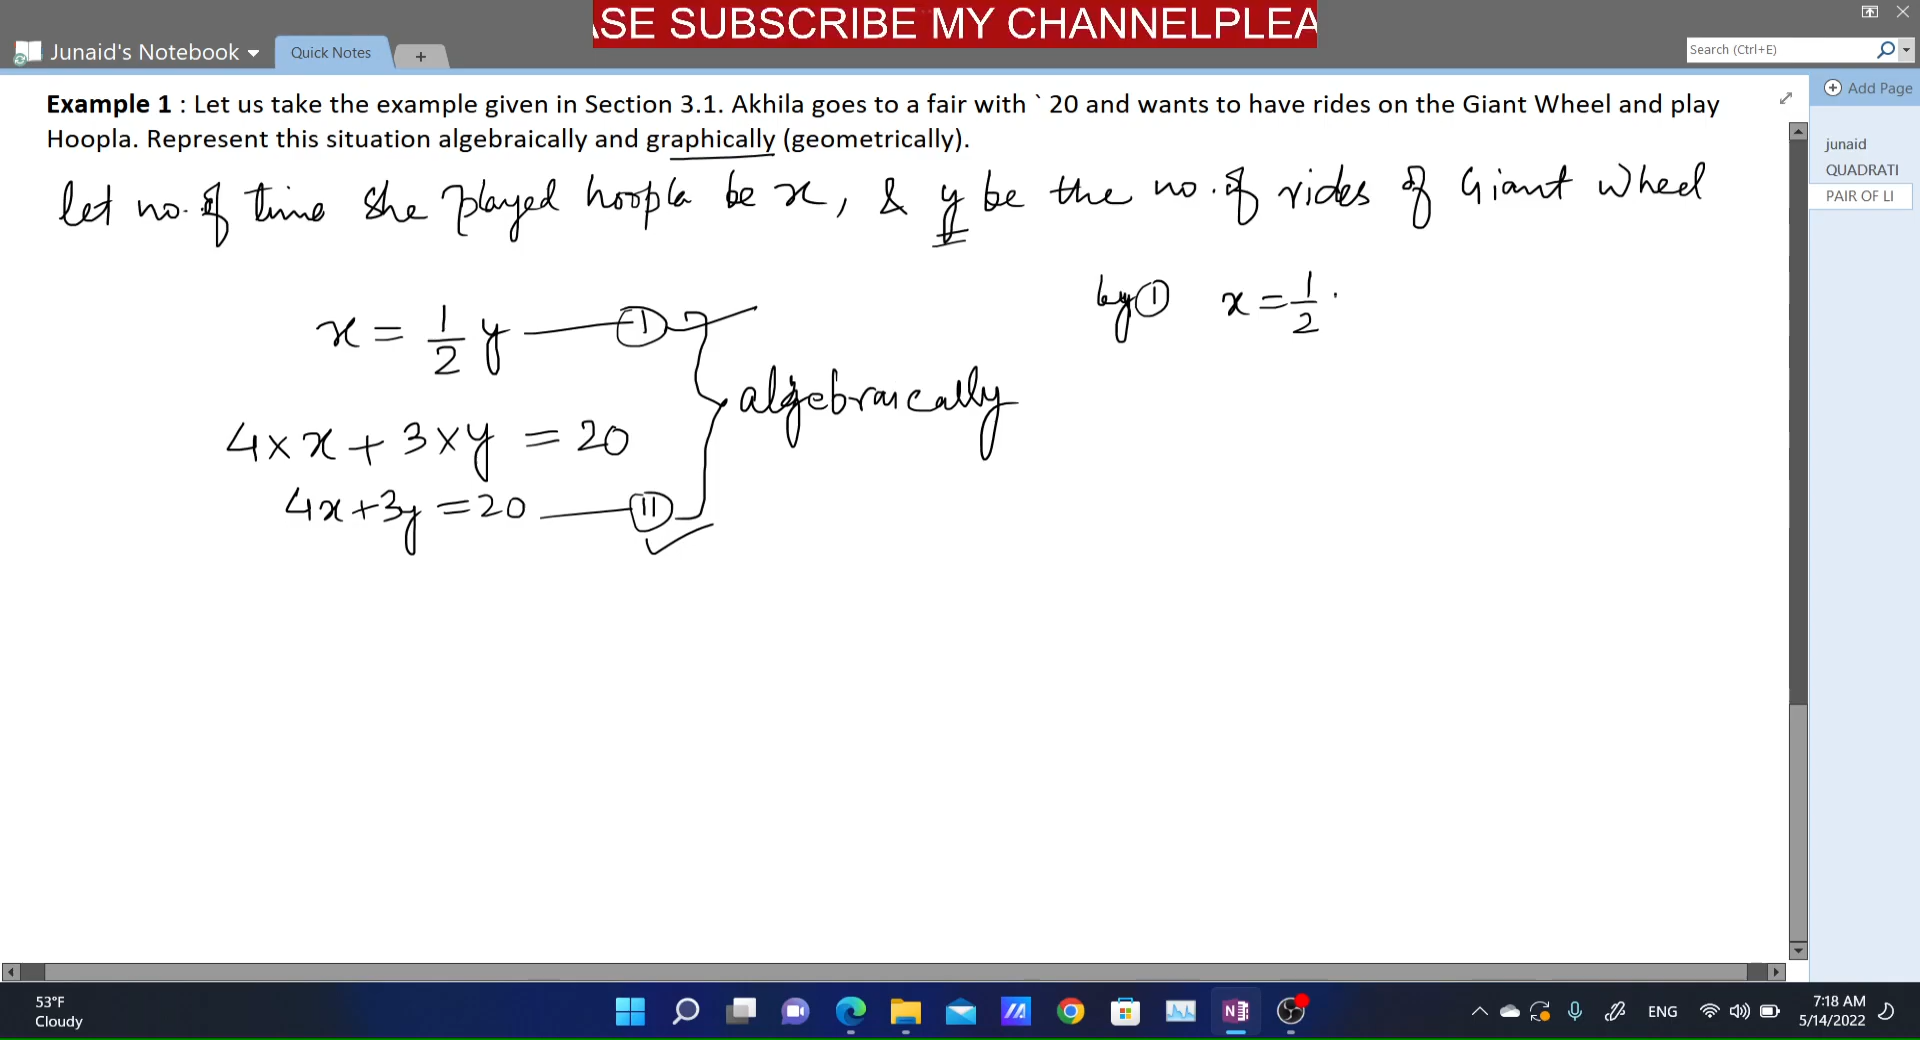 ASE SUBSCRIBE MY CHANNELPLEA
Junaid's Notebook
Quick Notes
+
Search (Ctrl+E)
Add Page
Example 1 : Let us take the example given in Section 3.1. Akhila goes to a fair with ` 20 and wants to have rides on the Giant Wheel and play
Hoopla. Represent this situation algebraically and graphically (geometrically).
junaid
QUADRATI
PAIR OF LI
let no. of time she played hoopla be x, & y be the no. of rides of Giant Wheel
x = 1/2 y — I
by I x = 1/2
algebraically
4 × x + 3 × y = 20
4x + 3y = 20 — II
53°F
Cloudy
ENG
7:18 AM
5/14/2022